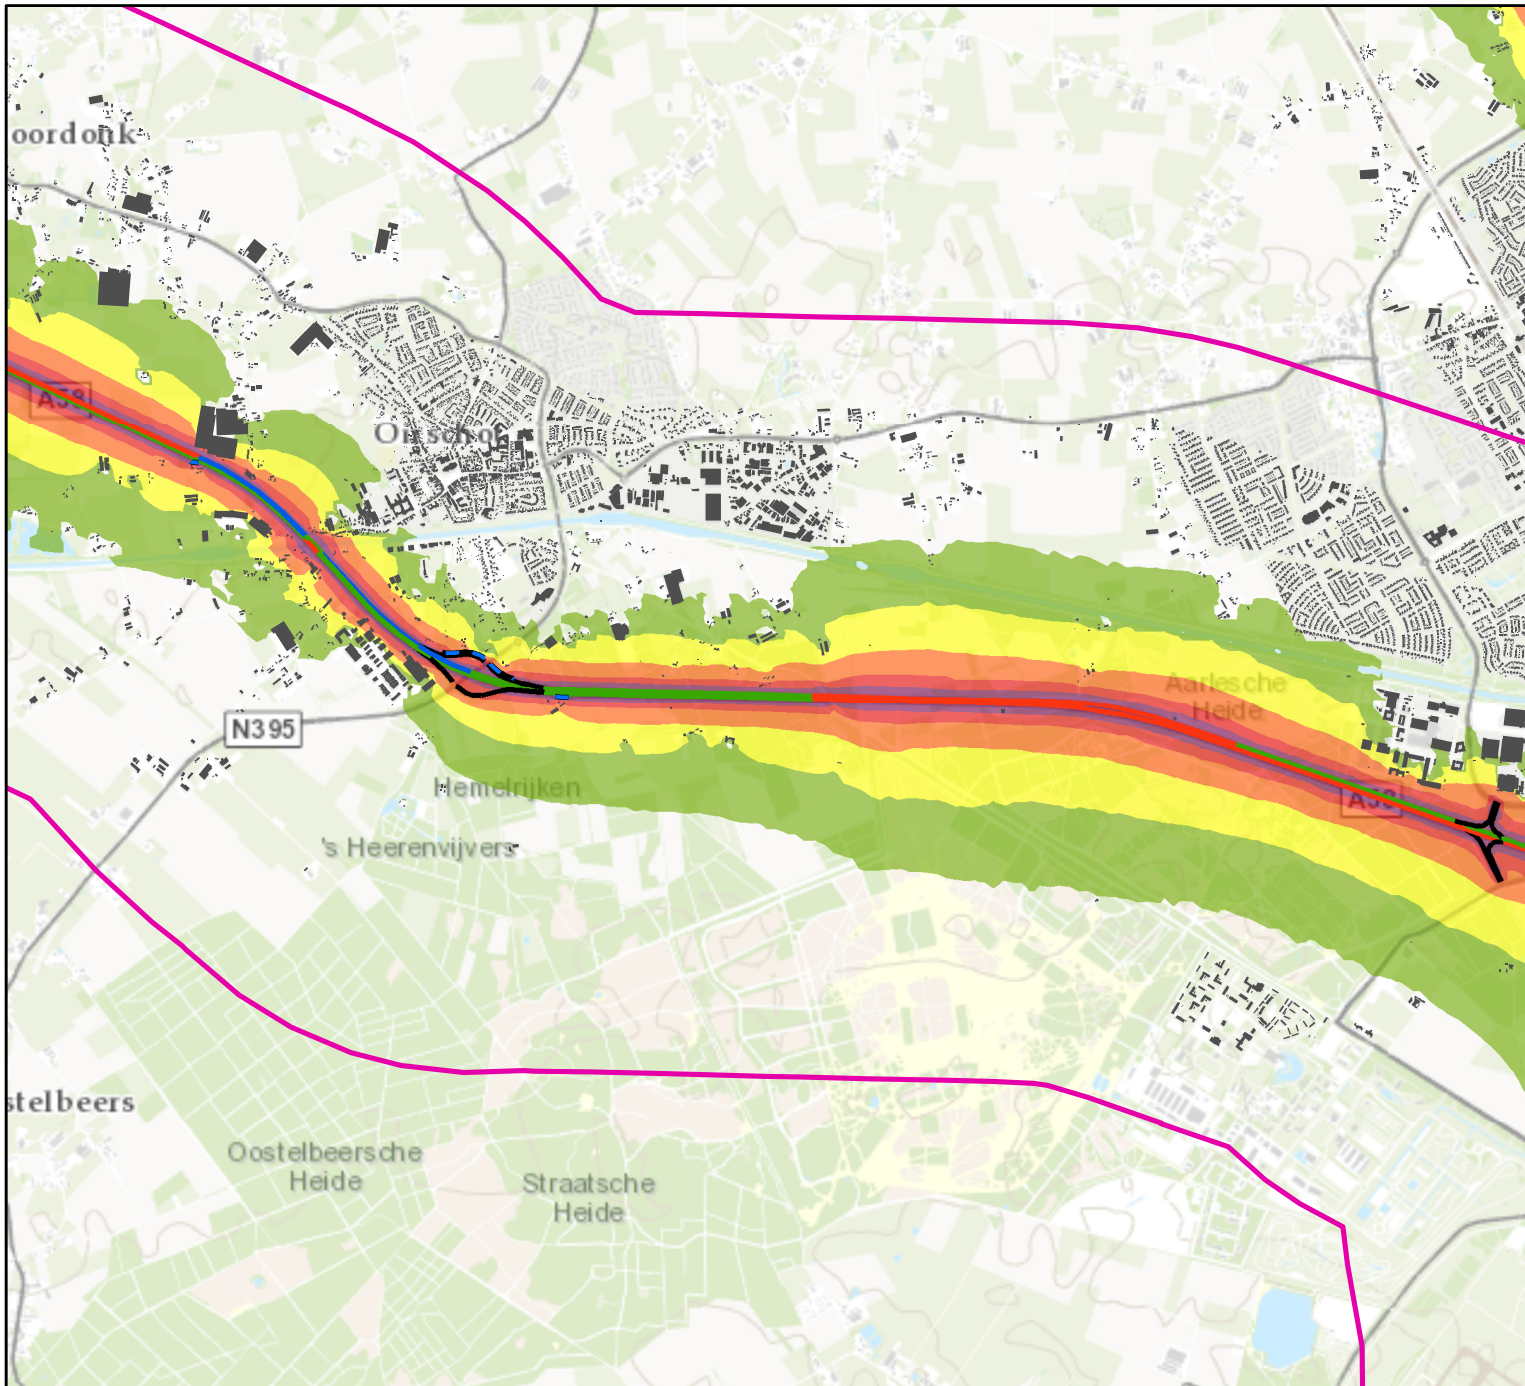 oordonk
A58
Oirschot
N395
Aarlesche
Heide
A58
Hemelrijken
's Heerenvijvers
stelbeers
Oostelbeersche
Heide
Straatsche
Heide